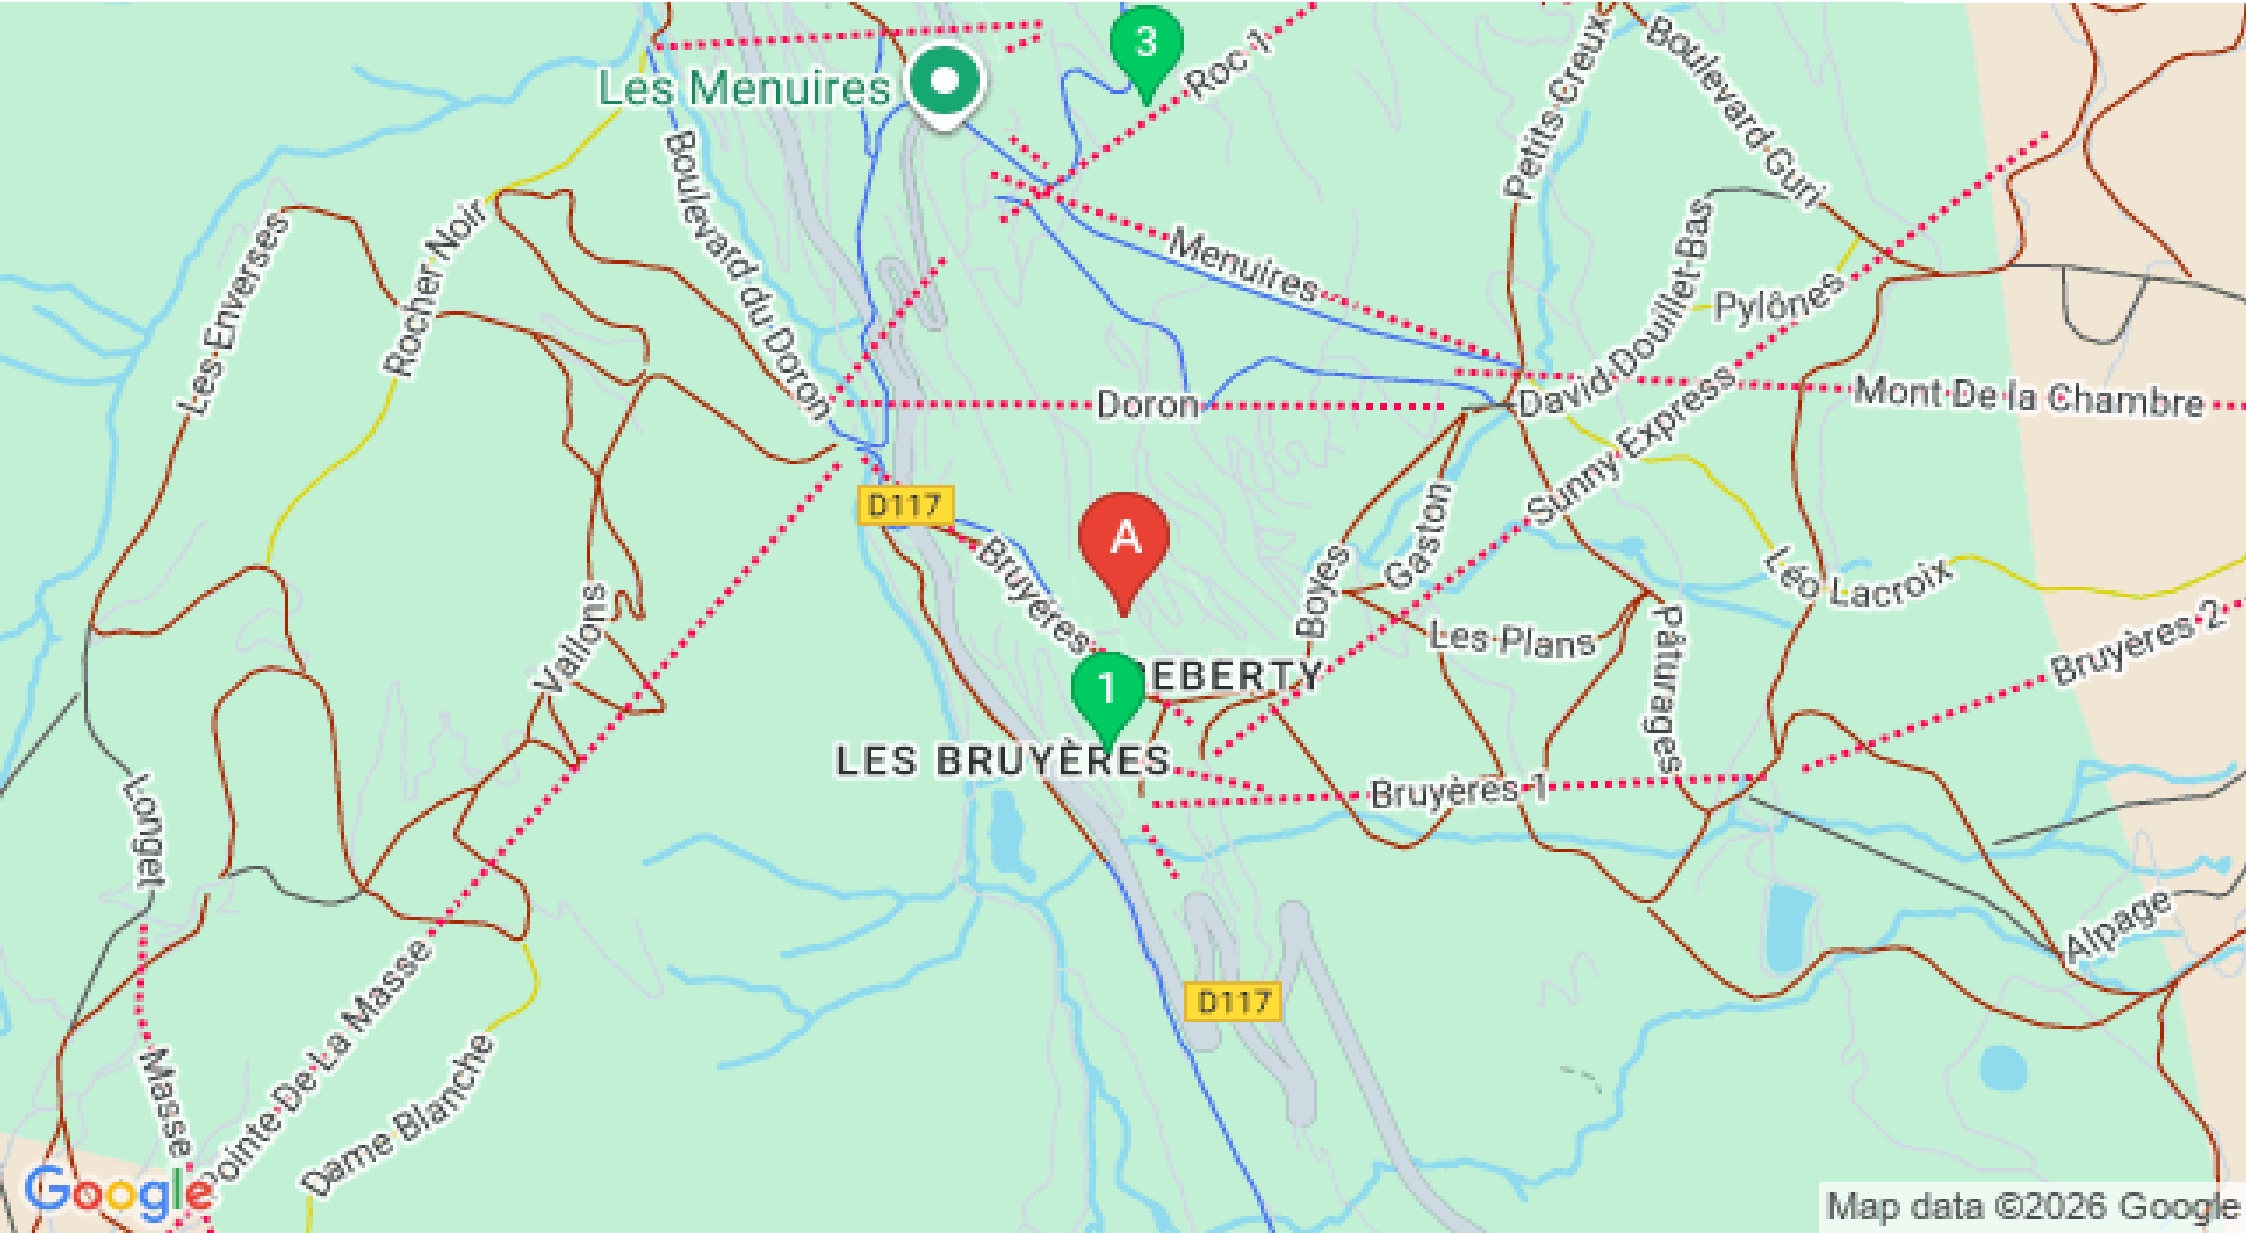 3
Roc 1
Les Menuires
Petits Creux
Boulevard Guri
Boulevard du Doron
Les Enverses
Rocher Noir
Menuires
David Douillet Bas
Pylônes
Doron
Mont De la Chambre
Sunny Express
D117
A
Bruyères
Gaston
Boyes
Léo Lacroix
Les Plans
Pâturages
Bruyères 2
Vallons
1
EBERTY
LES BRUYÈRES
Bruyères 1
Longet
Alpage
D117
Masse
Pointe De La Masse
Dame Blanche
Google
Map data ©2026 Google